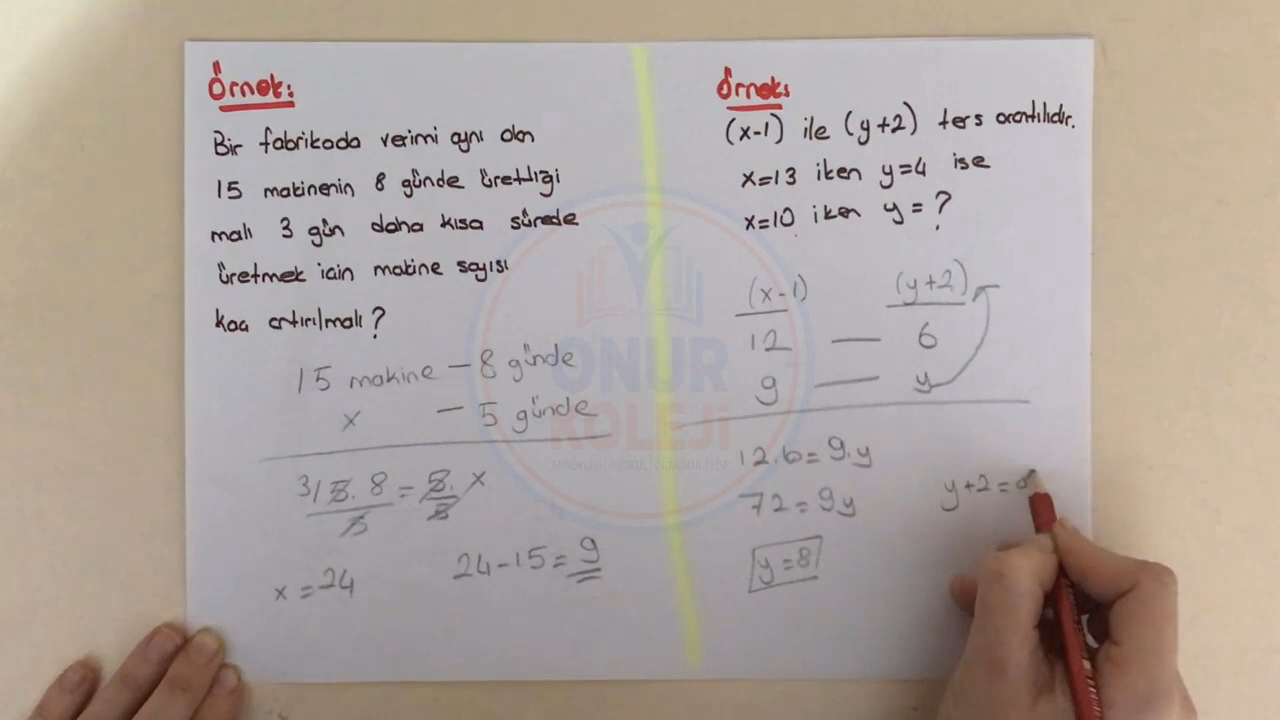 Örnek:
Bir fabrikada verimi aynı olan
15 makinenin 8 günde ürettiği
malı 3 gün daha kısa sürede
üretmek için makine sayısı
kaç artırılmalı?
15 makine — 8 günde
x — 5 günde
3 15. 8 = 5. x
5 5
x = 24
24-15=9
Örnek:
(x-1) ile (y+2) ters orantılıdır.
x=13 iken y=4 ise
x=10 iken y=?
(x-1) (y+2)
12 — 6
9 — y
12.6=9.y
72=9y
y=8
y+2=
ONUR
KOLEJİ